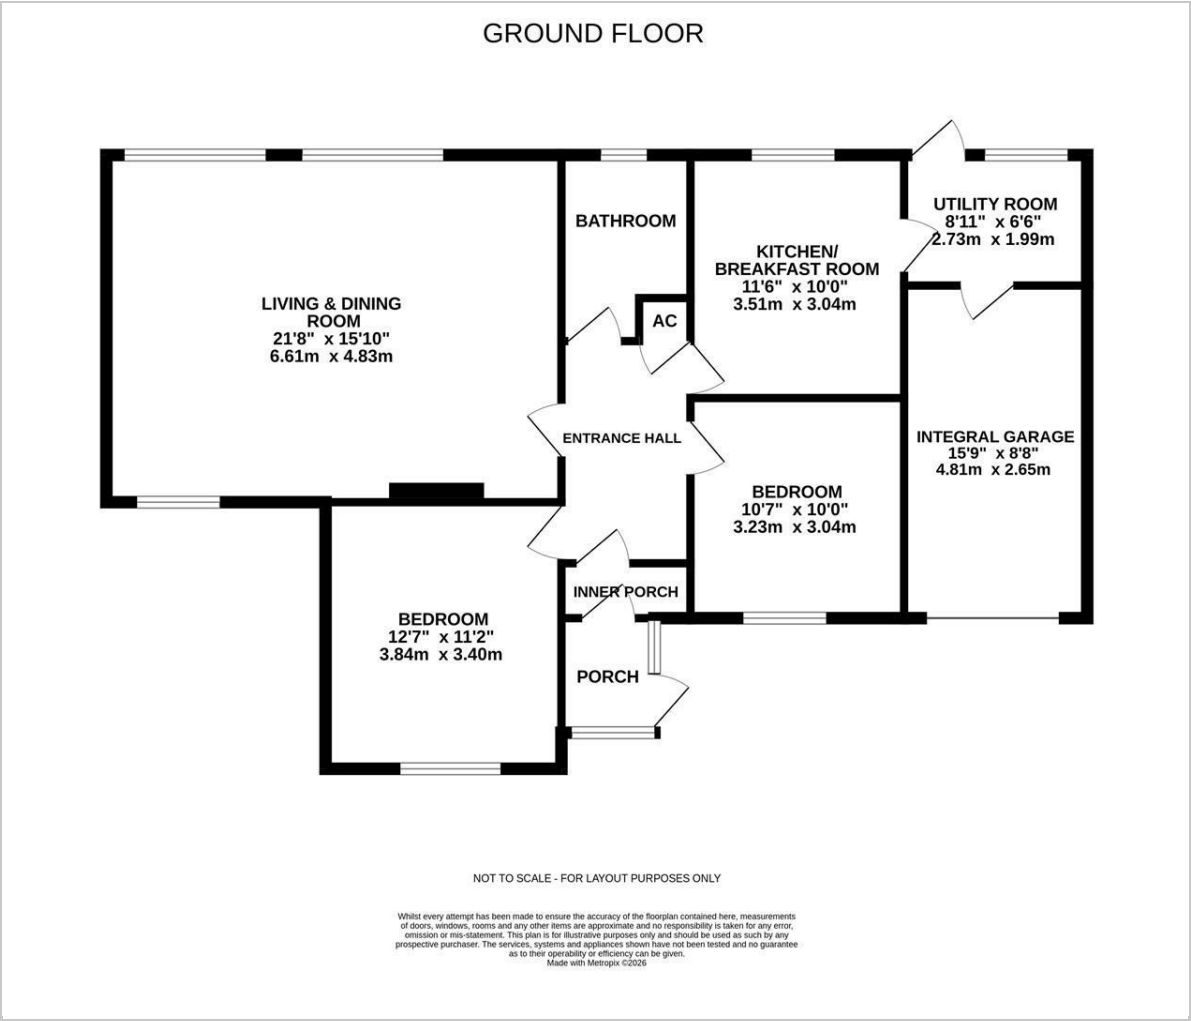 GROUND FLOOR
LIVING & DINING
ROOM
21'8" x 15'10"
6.61m x 4.83m
BATHROOM
AC
KITCHEN/
BREAKFAST ROOM
11'6" x 10'0"
3.51m x 3.04m
UTILITY ROOM
8'11" x 6'6"
2.73m x 1.99m
ENTRANCE HALL
INTEGRAL GARAGE
15'9" x 8'8"
4.81m x 2.65m
BEDROOM
10'7" x 10'0"
3.23m x 3.04m
INNER PORCH
BEDROOM
12'7" x 11'2"
3.84m x 3.40m
PORCH
NOT TO SCALE - FOR LAYOUT PURPOSES ONLY
Whilst every attempt has been made to ensure the accuracy of the floorplan contained here, measurements
of doors, windows, rooms and any other items are approximate and no responsibility is taken for any error,
omission or mis-statement. This plan is for illustrative purposes only and should be used as such by any
prospective purchaser. The services, systems and appliances shown have not been tested and no guarantee
as to their operability or efficiency can be given.
Made with Metropix ©2026